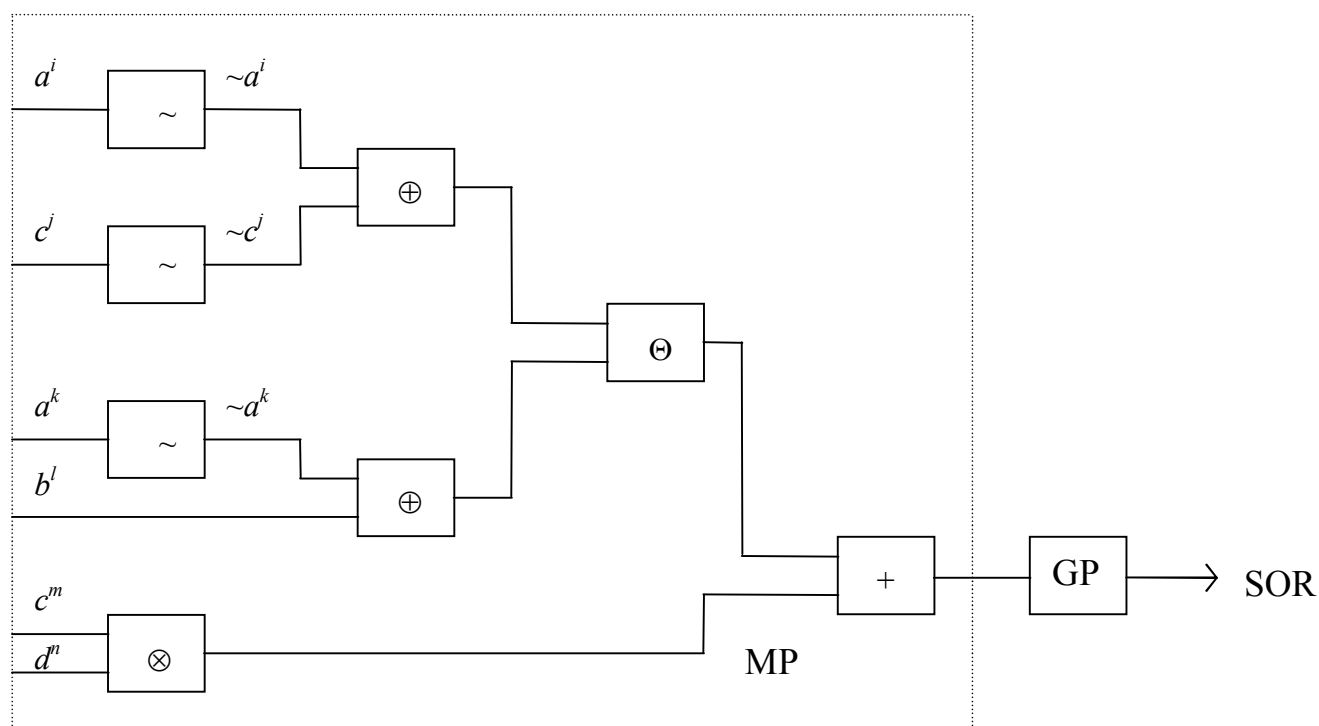 a^i ~ ~a^i
⊕
c^j ~ ~c^j
Θ
a^k ~ ~a^k
b^l ⊕
+ GP SOR
c^m
d^n ⊗ MP